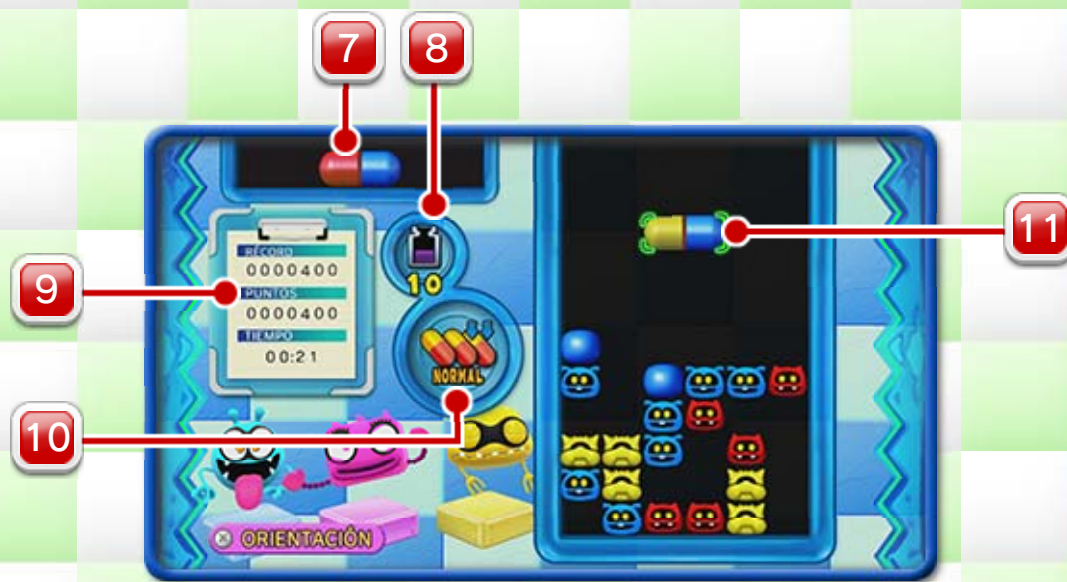 7
8
RÉCORD
0000400
PUNTOS
0000400
TIEMPO
00:21
10
NORMAL
9
10
11
ORIENTACIÓN